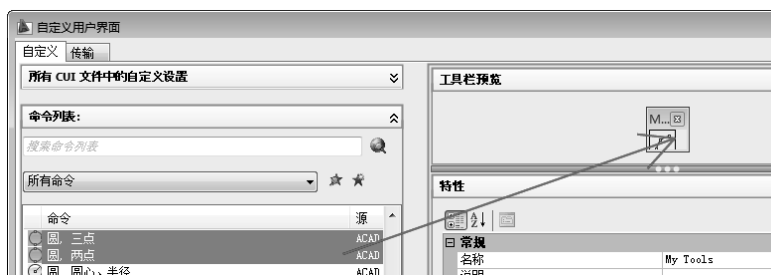 自定义用户界面
自定义 传输
所有 CUI 文件中的自定义设置
命令列表:
搜索命令列表
所有命令
命令 源
圆, 三点 ACAD
圆, 两点 ACAD
圆, 圆心、半径 ACAD
工具栏预览
M...
特性
常规
名称 My Tools
说明